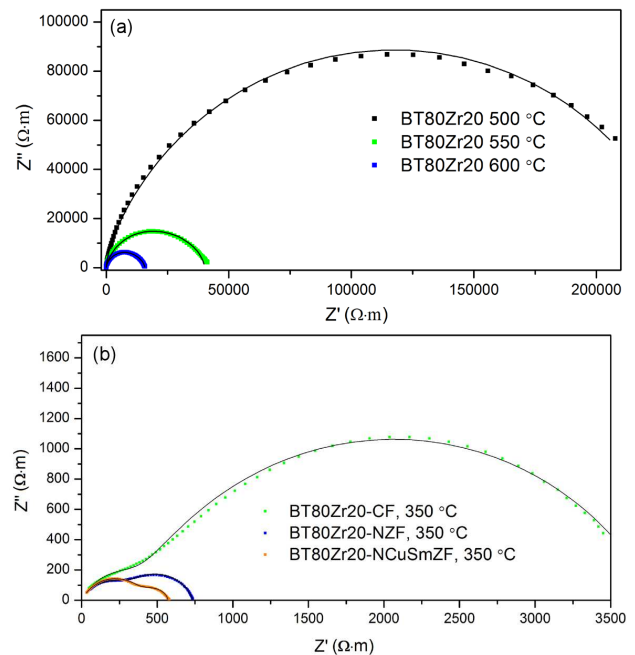 (a)
100000
80000
60000
40000
20000
0
Z'' (Ω·m)
BT80Zr20 500 °C
BT80Zr20 550 °C
BT80Zr20 600 °C
0 50000 100000 150000 200000
Z' (Ω·m)
(b)
1600
1400
1200
1000
800
600
400
200
0
Z'' (Ω·m)
BT80Zr20-CF, 350 °C
BT80Zr20-NZF, 350 °C
BT80Zr20-NCuSmZF, 350 °C
0 500 1000 1500 2000 2500 3000 3500
Z' (Ω·m)